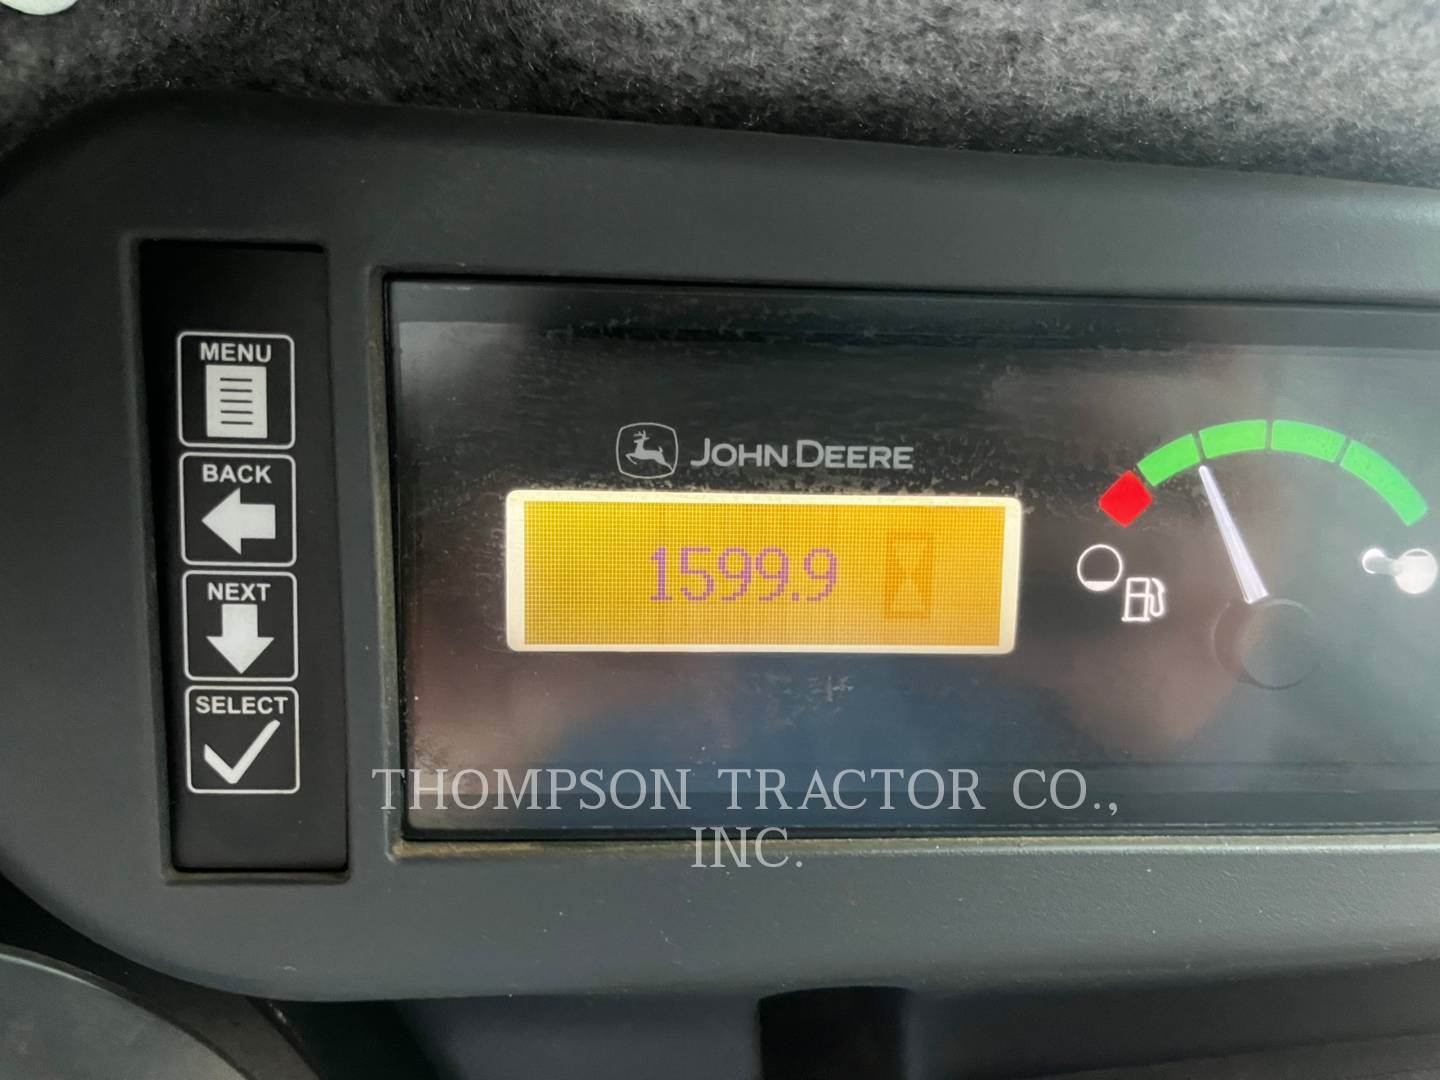 MENU
BACK
NEXT
SELECT
JOHN DEERE
1599.9
THOMPSON TRACTOR CO.,
INC.